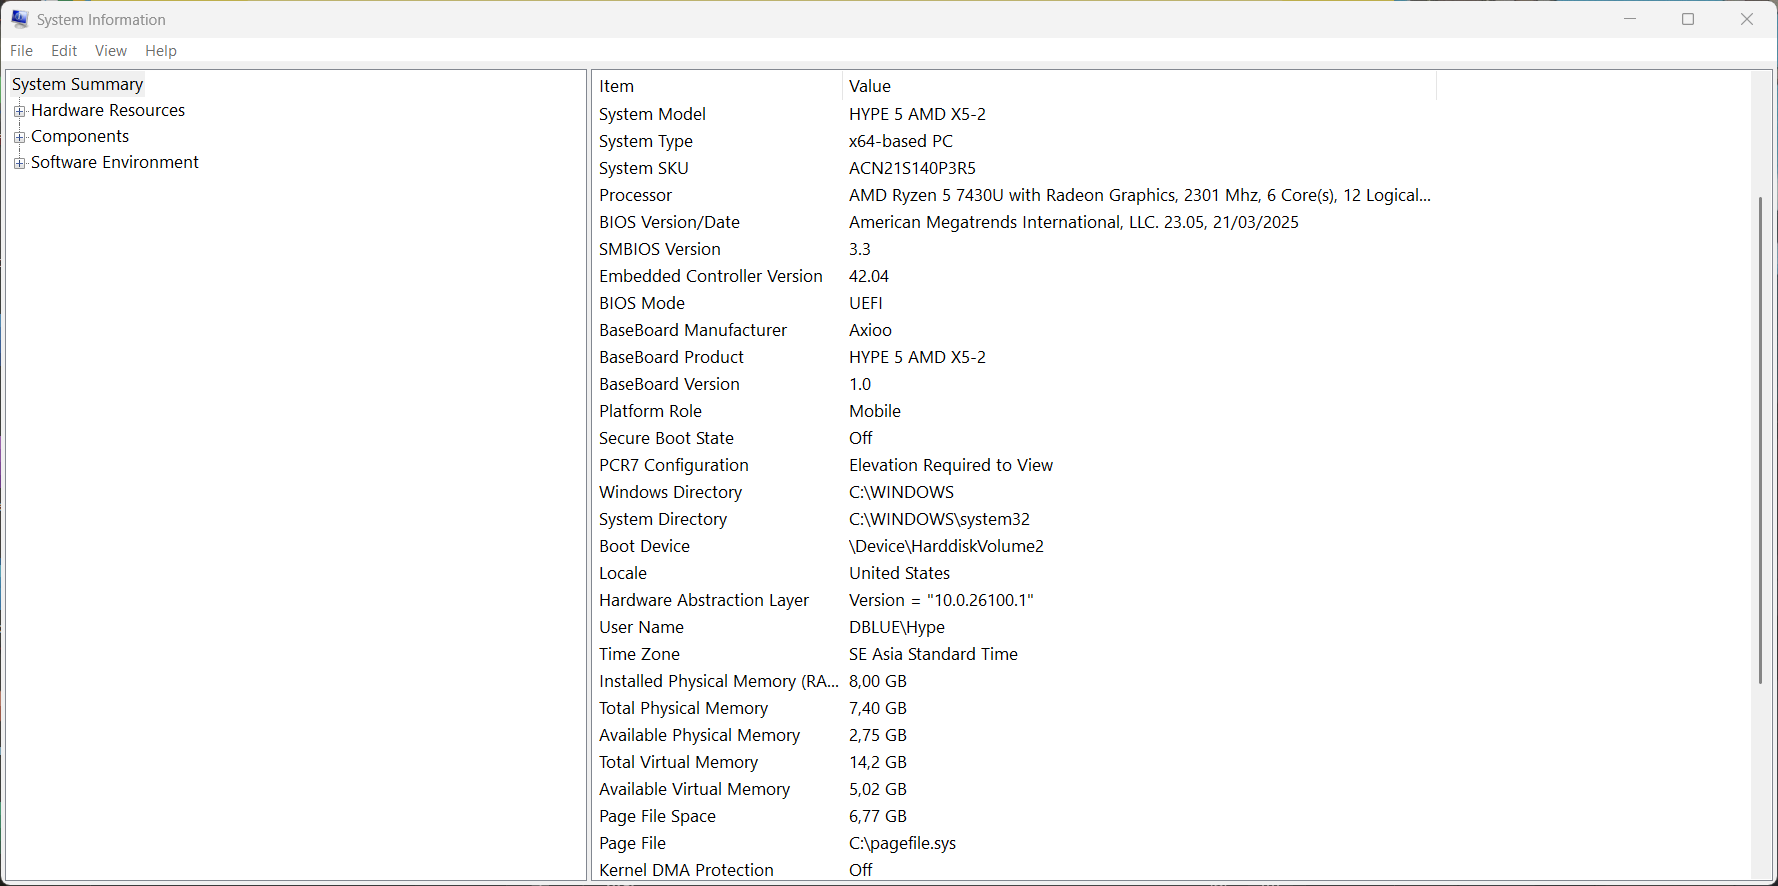 System Information
File Edit View Help
System Summary
Hardware Resources
Components
Software Environment
Item Value
System Model HYPE 5 AMD X5-2
System Type x64-based PC
System SKU ACN21S140P3R5
Processor AMD Ryzen 5 7430U with Radeon Graphics, 2301 Mhz, 6 Core(s), 12 Logical...
BIOS Version/Date American Megatrends International, LLC. 23.05, 21/03/2025
SMBIOS Version 3.3
Embedded Controller Version 42.04
BIOS Mode UEFI
BaseBoard Manufacturer Axioo
BaseBoard Product HYPE 5 AMD X5-2
BaseBoard Version 1.0
Platform Role Mobile
Secure Boot State Off
PCR7 Configuration Elevation Required to View
Windows Directory C:\WINDOWS
System Directory C:\WINDOWS\system32
Boot Device \Device\HarddiskVolume2
Locale United States
Hardware Abstraction Layer Version = "10.0.26100.1"
User Name DBLUE\Hype
Time Zone SE Asia Standard Time
Installed Physical Memory (RA... 8,00 GB
Total Physical Memory 7,40 GB
Available Physical Memory 2,75 GB
Total Virtual Memory 14,2 GB
Available Virtual Memory 5,02 GB
Page File Space 6,77 GB
Page File C:\pagefile.sys
Kernel DMA Protection Off